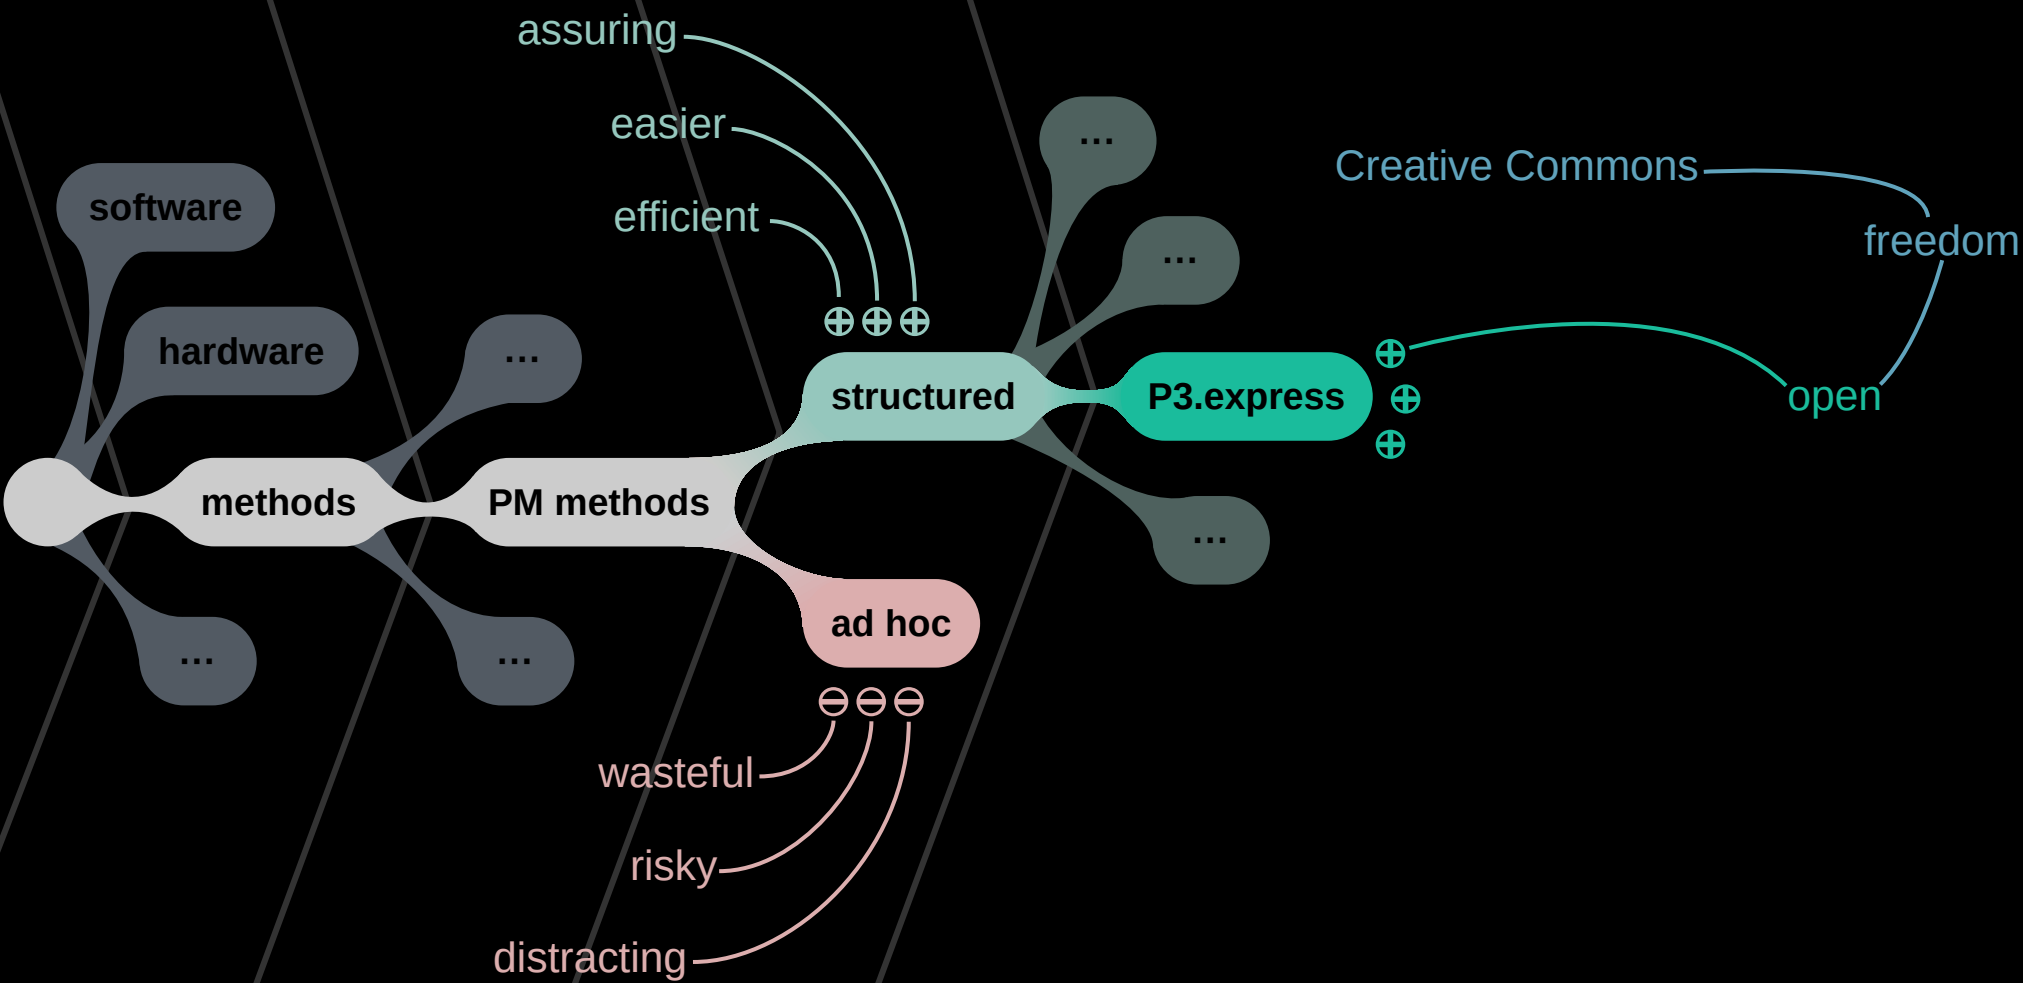 assuring
easier
efficient
software
hardware
...
...
...
Creative Commons
freedom
structured
P3.express
open
methods
PM methods
...
ad hoc
...
...
wasteful
risky
distracting